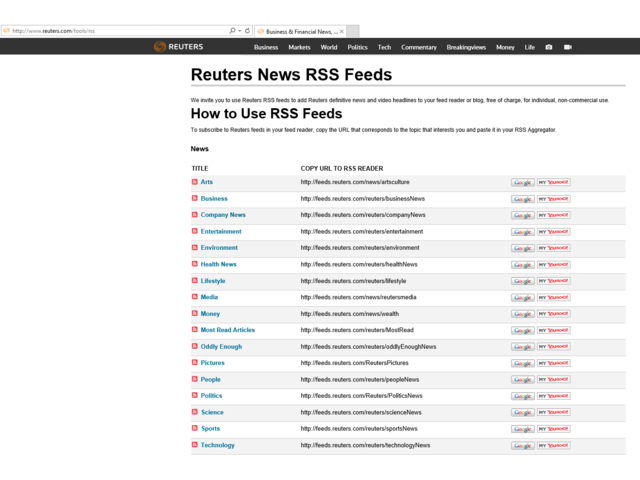 http://www.reuters.com/tools/rss
Business & Financial News, ...
REUTERS Business Markets World Politics Tech Commentary Breakingviews Money Life
Reuters News RSS Feeds
We invite you to use Reuters RSS feeds to add Reuters definitive news and video headlines to your feed reader or blog, free of charge, for individual, non-commercial use.
How to Use RSS Feeds
To subscribe to Reuters feeds in your feed reader, copy the URL that corresponds to the topic that interests you and paste it in your RSS Aggregator.
News
TITLE COPY URL TO RSS READER
Arts http://feeds.reuters.com/news/artsculture Google MY YAHOO!
Business http://feeds.reuters.com/reuters/businessNews Google MY YAHOO!
Company News http://feeds.reuters.com/reuters/companyNews Google MY YAHOO!
Entertainment http://feeds.reuters.com/reuters/entertainment Google MY YAHOO!
Environment http://feeds.reuters.com/reuters/environment Google MY YAHOO!
Health News http://feeds.reuters.com/reuters/healthNews Google MY YAHOO!
Lifestyle http://feeds.reuters.com/reuters/lifestyle Google MY YAHOO!
Media http://feeds.reuters.com/news/reutersmedia Google MY YAHOO!
Money http://feeds.reuters.com/news/wealth Google MY YAHOO!
Most Read Articles http://feeds.reuters.com/reuters/MostRead Google MY YAHOO!
Oddly Enough http://feeds.reuters.com/reuters/oddlyEnoughNews Google MY YAHOO!
Pictures http://feeds.reuters.com/ReutersPictures Google MY YAHOO!
People http://feeds.reuters.com/reuters/peopleNews Google MY YAHOO!
Politics http://feeds.reuters.com/Reuters/PoliticsNews Google MY YAHOO!
Science http://feeds.reuters.com/reuters/scienceNews Google MY YAHOO!
Sports http://feeds.reuters.com/reuters/sportsNews Google MY YAHOO!
Technology http://feeds.reuters.com/reuters/technologyNews Google MY YAHOO!